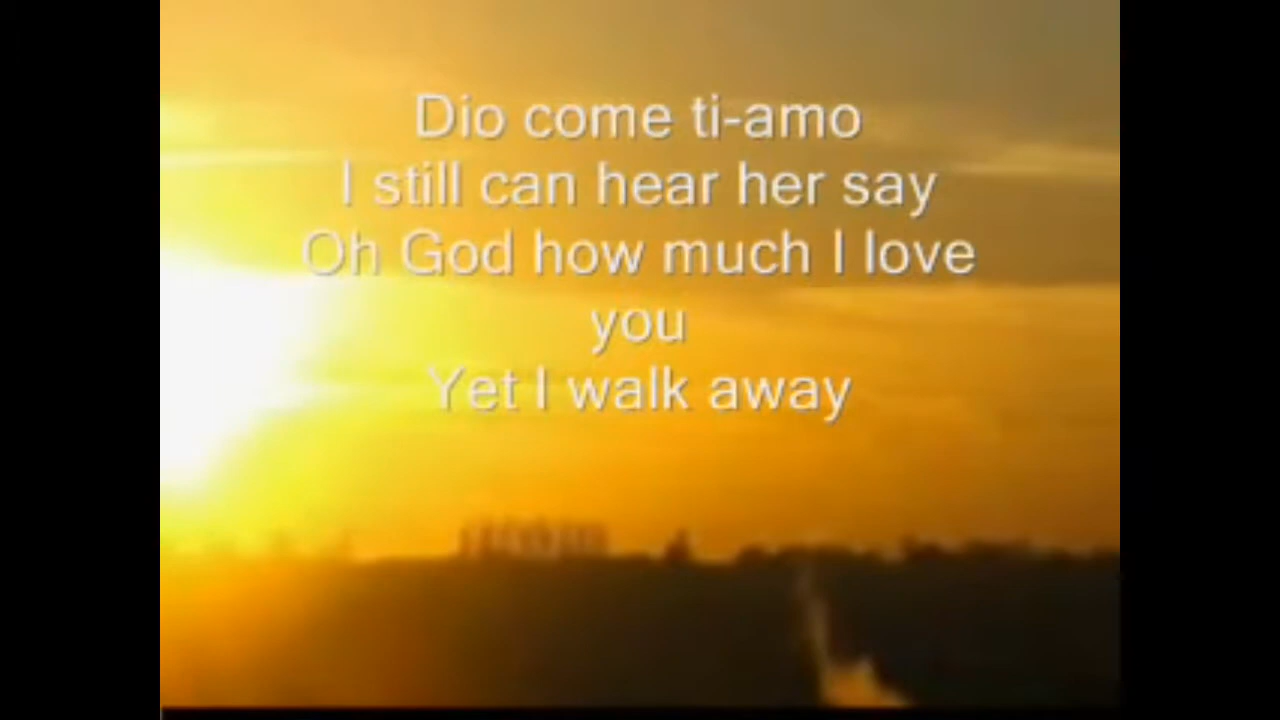 Dio come ti-amo
I still can hear her say
Oh God how much I love
you
Yet I walk away